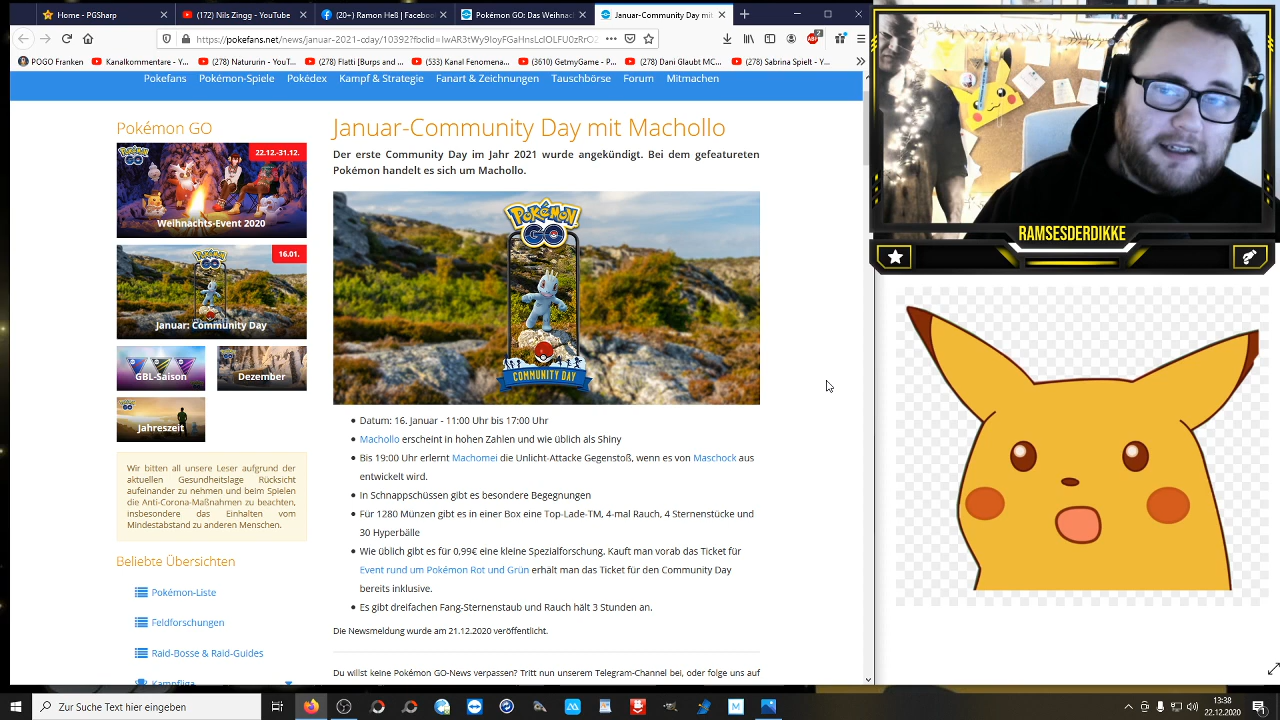 Home - PGSharp
(172) Nils Zingg - YouTube
(2) Facebook
Pokémon GO: Das Weihnacht
Januar-Community Day mit
https://www.pokefans.net/news/januar-
POGO Franken
Kanalkommentare - Y...
(278) Natururin - YouT...
(278) Flatti [Guides und ...
(533) Kanal Fenomena...
(3610) GetmyGame - P...
(278) Dani Glaubt MC...
(278) Sabrina Spielt - Y...
Pokefans Pokémon-Spiele Pokédex Kampf & Strategie Fanart & Zeichnungen Tauschbörse Forum Mitmachen
Pokémon GO
22.12.-31.12.
Weihnachts-Event 2020
16.01.
Januar: Community Day
GBL-Saison
Dezember
Jahreszeit
Wir bitten all unsere Leser aufgrund der
aktuellen Gesundheitslage Rücksicht
aufeinander zu nehmen und beim Spielen
die Anti-Corona-Maßnahmen zu beachten,
insbesondere das Einhalten vom
Mindestabstand zu anderen Menschen.
Beliebte Übersichten
Pokémon-Liste
Feldforschungen
Raid-Bosse & Raid-Guides
Kampfliga
Januar-Community Day mit Machollo
Der erste Community Day im Jahr 2021 wurde angekündigt. Bei dem gefeatureten
Pokémon handelt es sich um Machollo.
POKÉMON
GO
COMMUNITY DAY
Datum: 16. Januar - 11:00 Uhr bis 17:00 Uhr
Machollo erscheint in hohen Zahlen und wie üblich als Shiny
Bis 19:00 Uhr erlernt Machomei die Unlicht-Attacke Gegenstoß, wenn es von Maschock aus
entwickelt wird.
In Schnappschüssen gibt es besondere Begegnungen
Für 1280 Münzen gibt es in einer Box eine Top-Lade-TM, 4-mal Rauch, 4 Sternenstücke und
30 Hyperbälle
Wie üblich gibt es für 0.99€ eine kleine Spezialforschung. Kauft man vorab das Ticket für
Event rund um Pokémon Rot und Grün erhält man das Ticket für den Community Day
bereits inklusive.
Es gibt dreifachen Fang-Sternenstaub und Rauch hält 3 Stunden an.
Die Newsmeldung wurde am 21.12.2020 veröffentlicht.
Du willst keine Pokémon GO-News verpassen? Tritt nun unserem Telegram-Channel bei, oder folge uns auf
RAMSESDERDIKKE
Zur Suche Text hier eingeben
13:38
22.12.2020